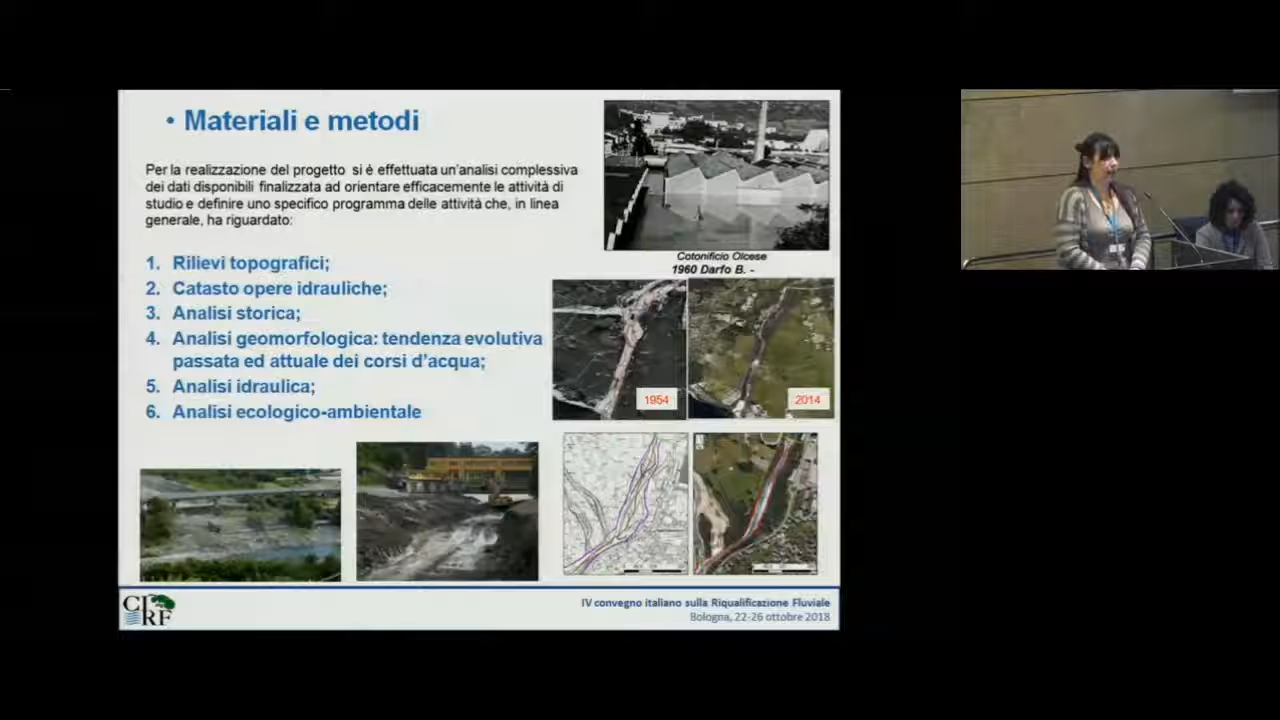 • Materiali e metodi
Per la realizzazione del progetto si è effettuata un'analisi complessiva
dei dati disponibili finalizzata ad orientare efficacemente le attività di
studio e definire uno specifico programma delle attività che, in linea
generale, ha riguardato:
1. Rilievi topografici;
2. Catasto opere idrauliche;
3. Analisi storica;
4. Analisi geomorfologica: tendenza evolutiva
passata ed attuale dei corsi d'acqua;
5. Analisi idraulica;
6. Analisi ecologico-ambientale
Cotonificio Olcese
1960 Darfo B. -
1954
2014
CIRF
IV convegno italiano sulla Riqualificazione Fluviale
Bologna, 22-26 ottobre 2018